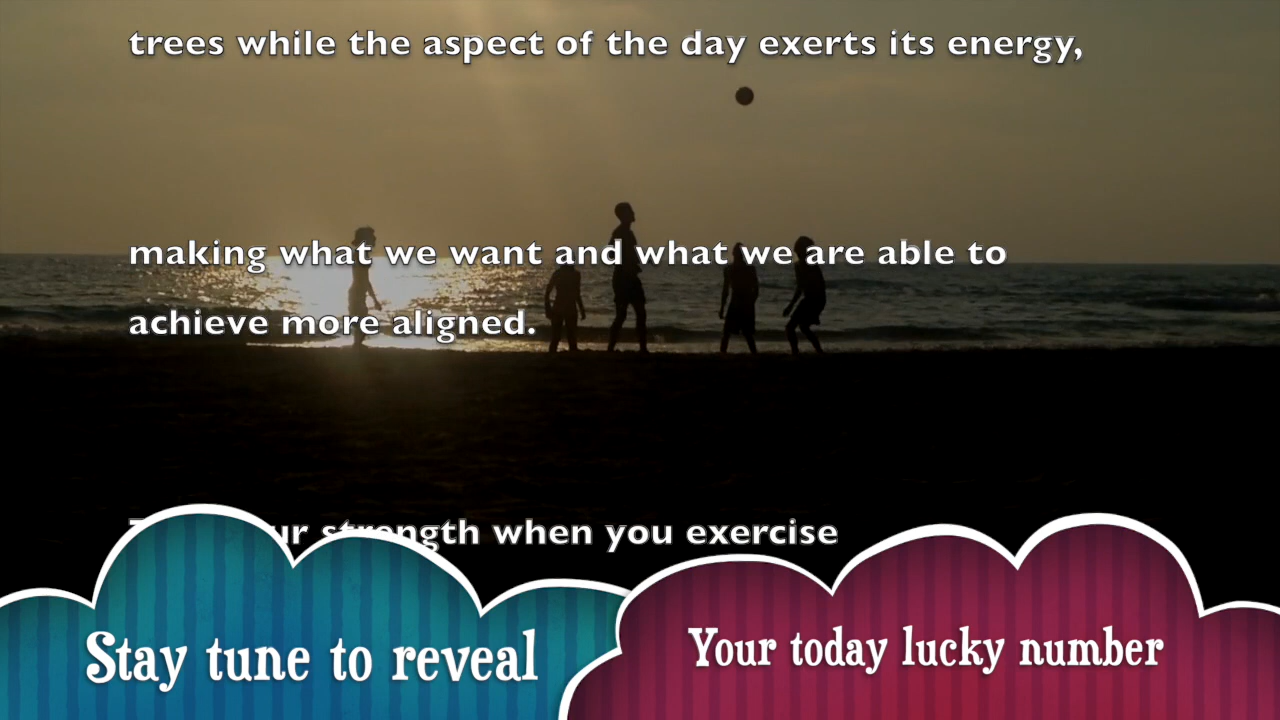 trees while the aspect of the day exerts its energy,
making what we want and what we are able to
achieve more aligned.
strength when you exercise
Stay tune to reveal
Your today lucky number